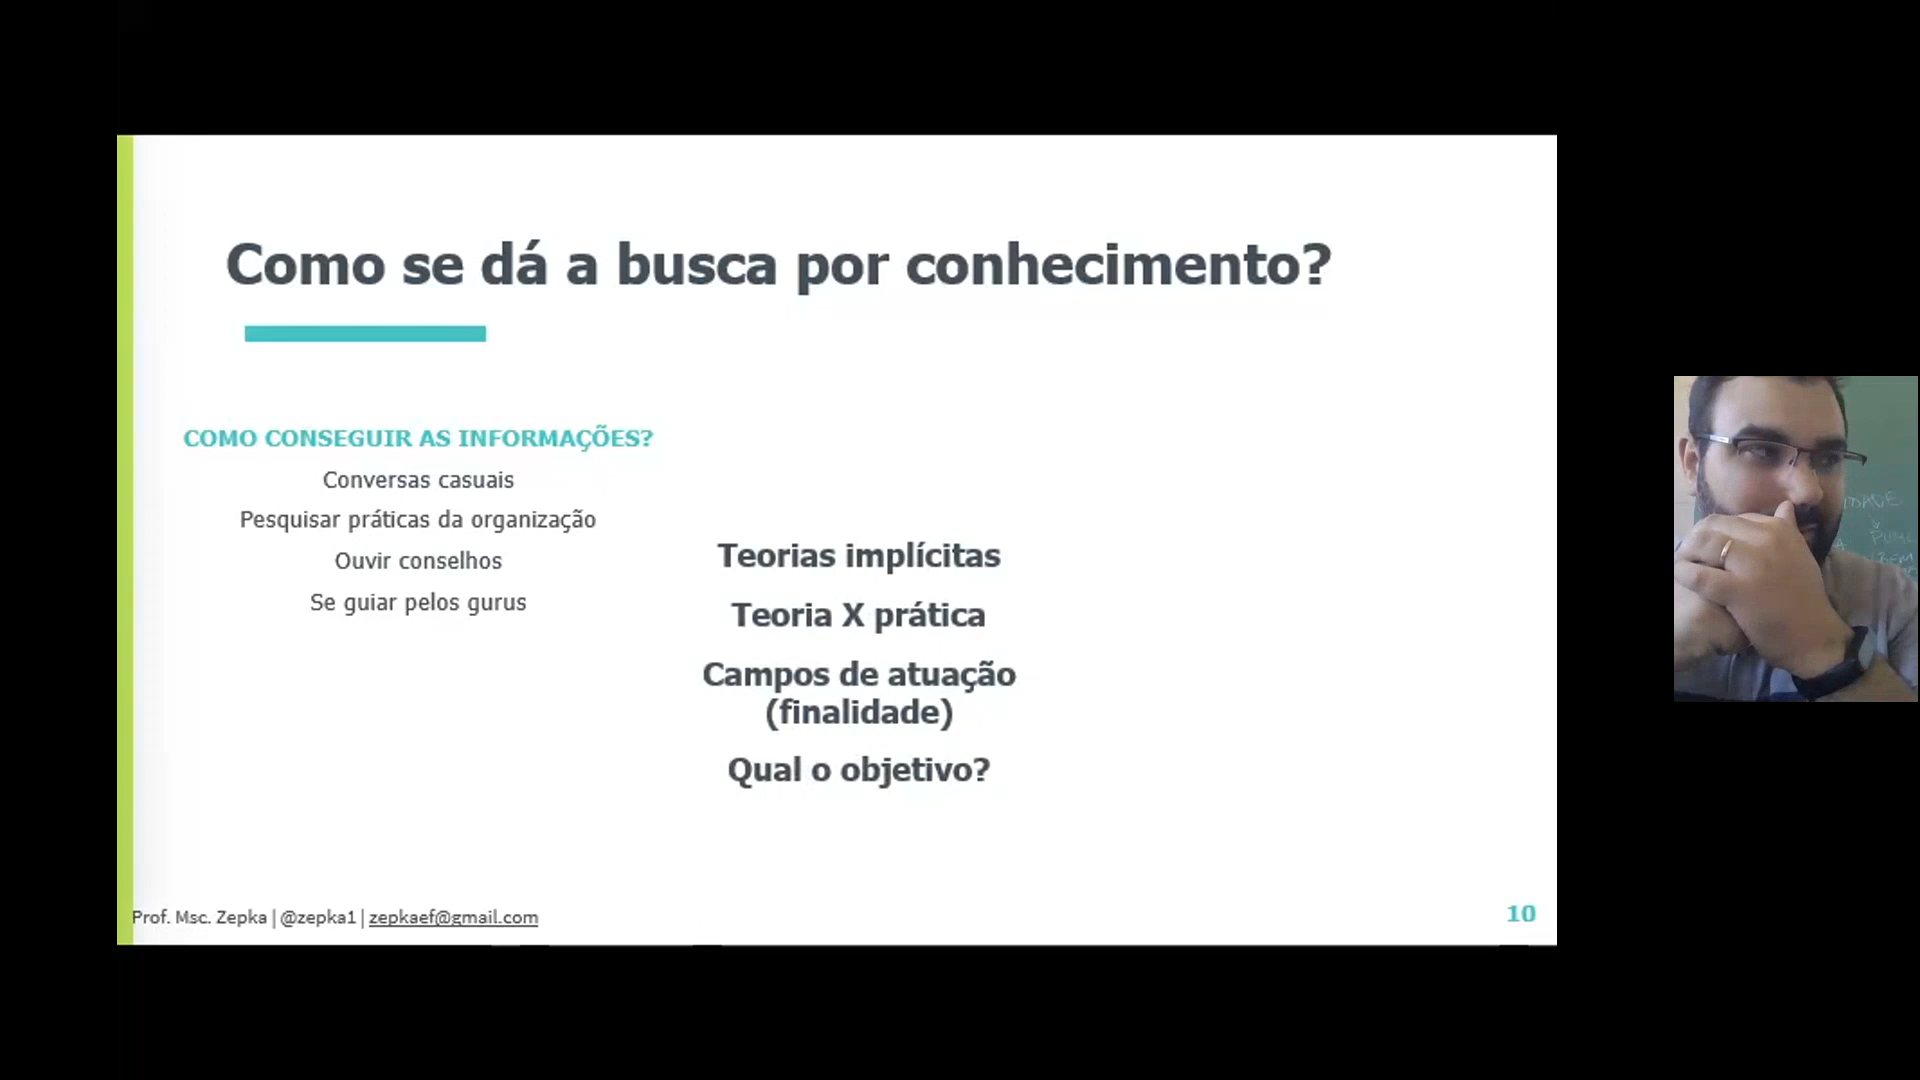 Como se dá a busca por conhecimento?
COMO CONSEGUIR AS INFORMAÇÕES?
Conversas casuais
Pesquisar práticas da organização
Ouvir conselhos
Se guiar pelos gurus
Teorias implícitas
Teoria X prática
Campos de atuação
(finalidade)
Qual o objetivo?
Prof. Msc. Zepka | @zepka1 | zepkaef@gmail.com
10